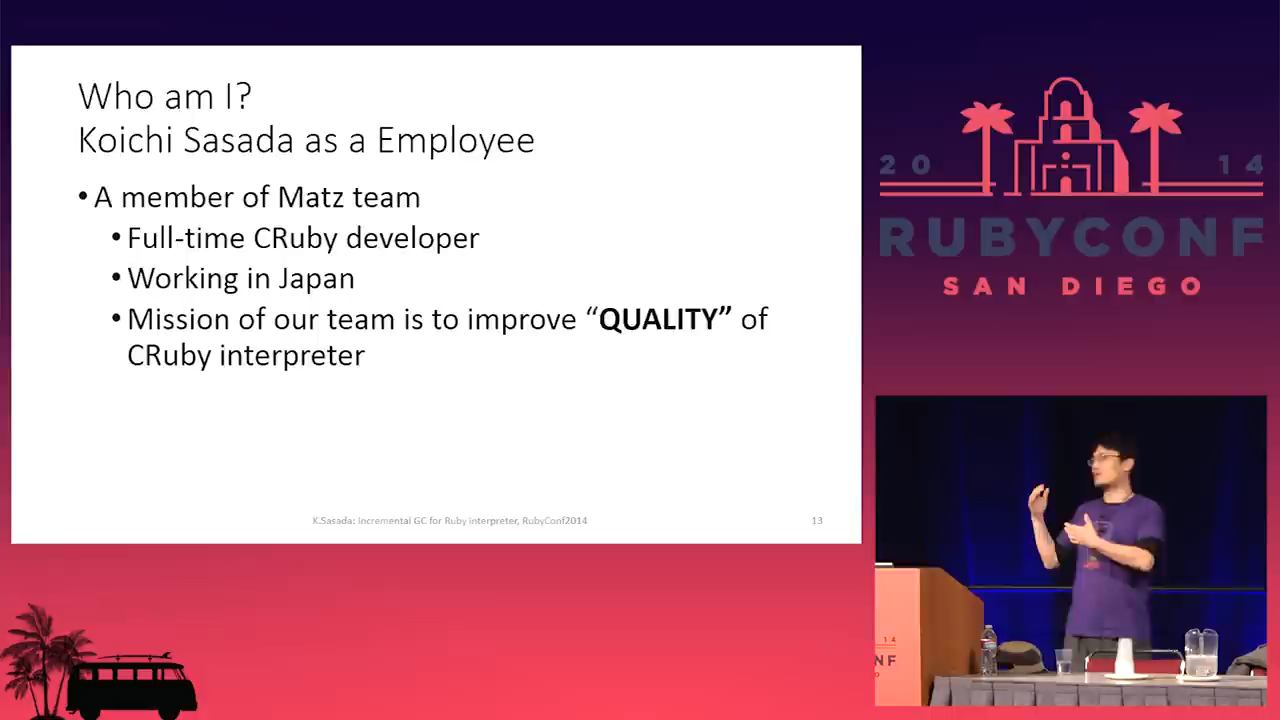 Who am I?
Koichi Sasada as a Employee
• A member of Matz team
• Full-time CRuby developer
• Working in Japan
• Mission of our team is to improve “QUALITY” of
CRuby interpreter
K.Sasada: Incremental GC for Ruby interpreter, RubyConf2014
13
20 14
RUBYCONF
SAN DIEGO
14
NF